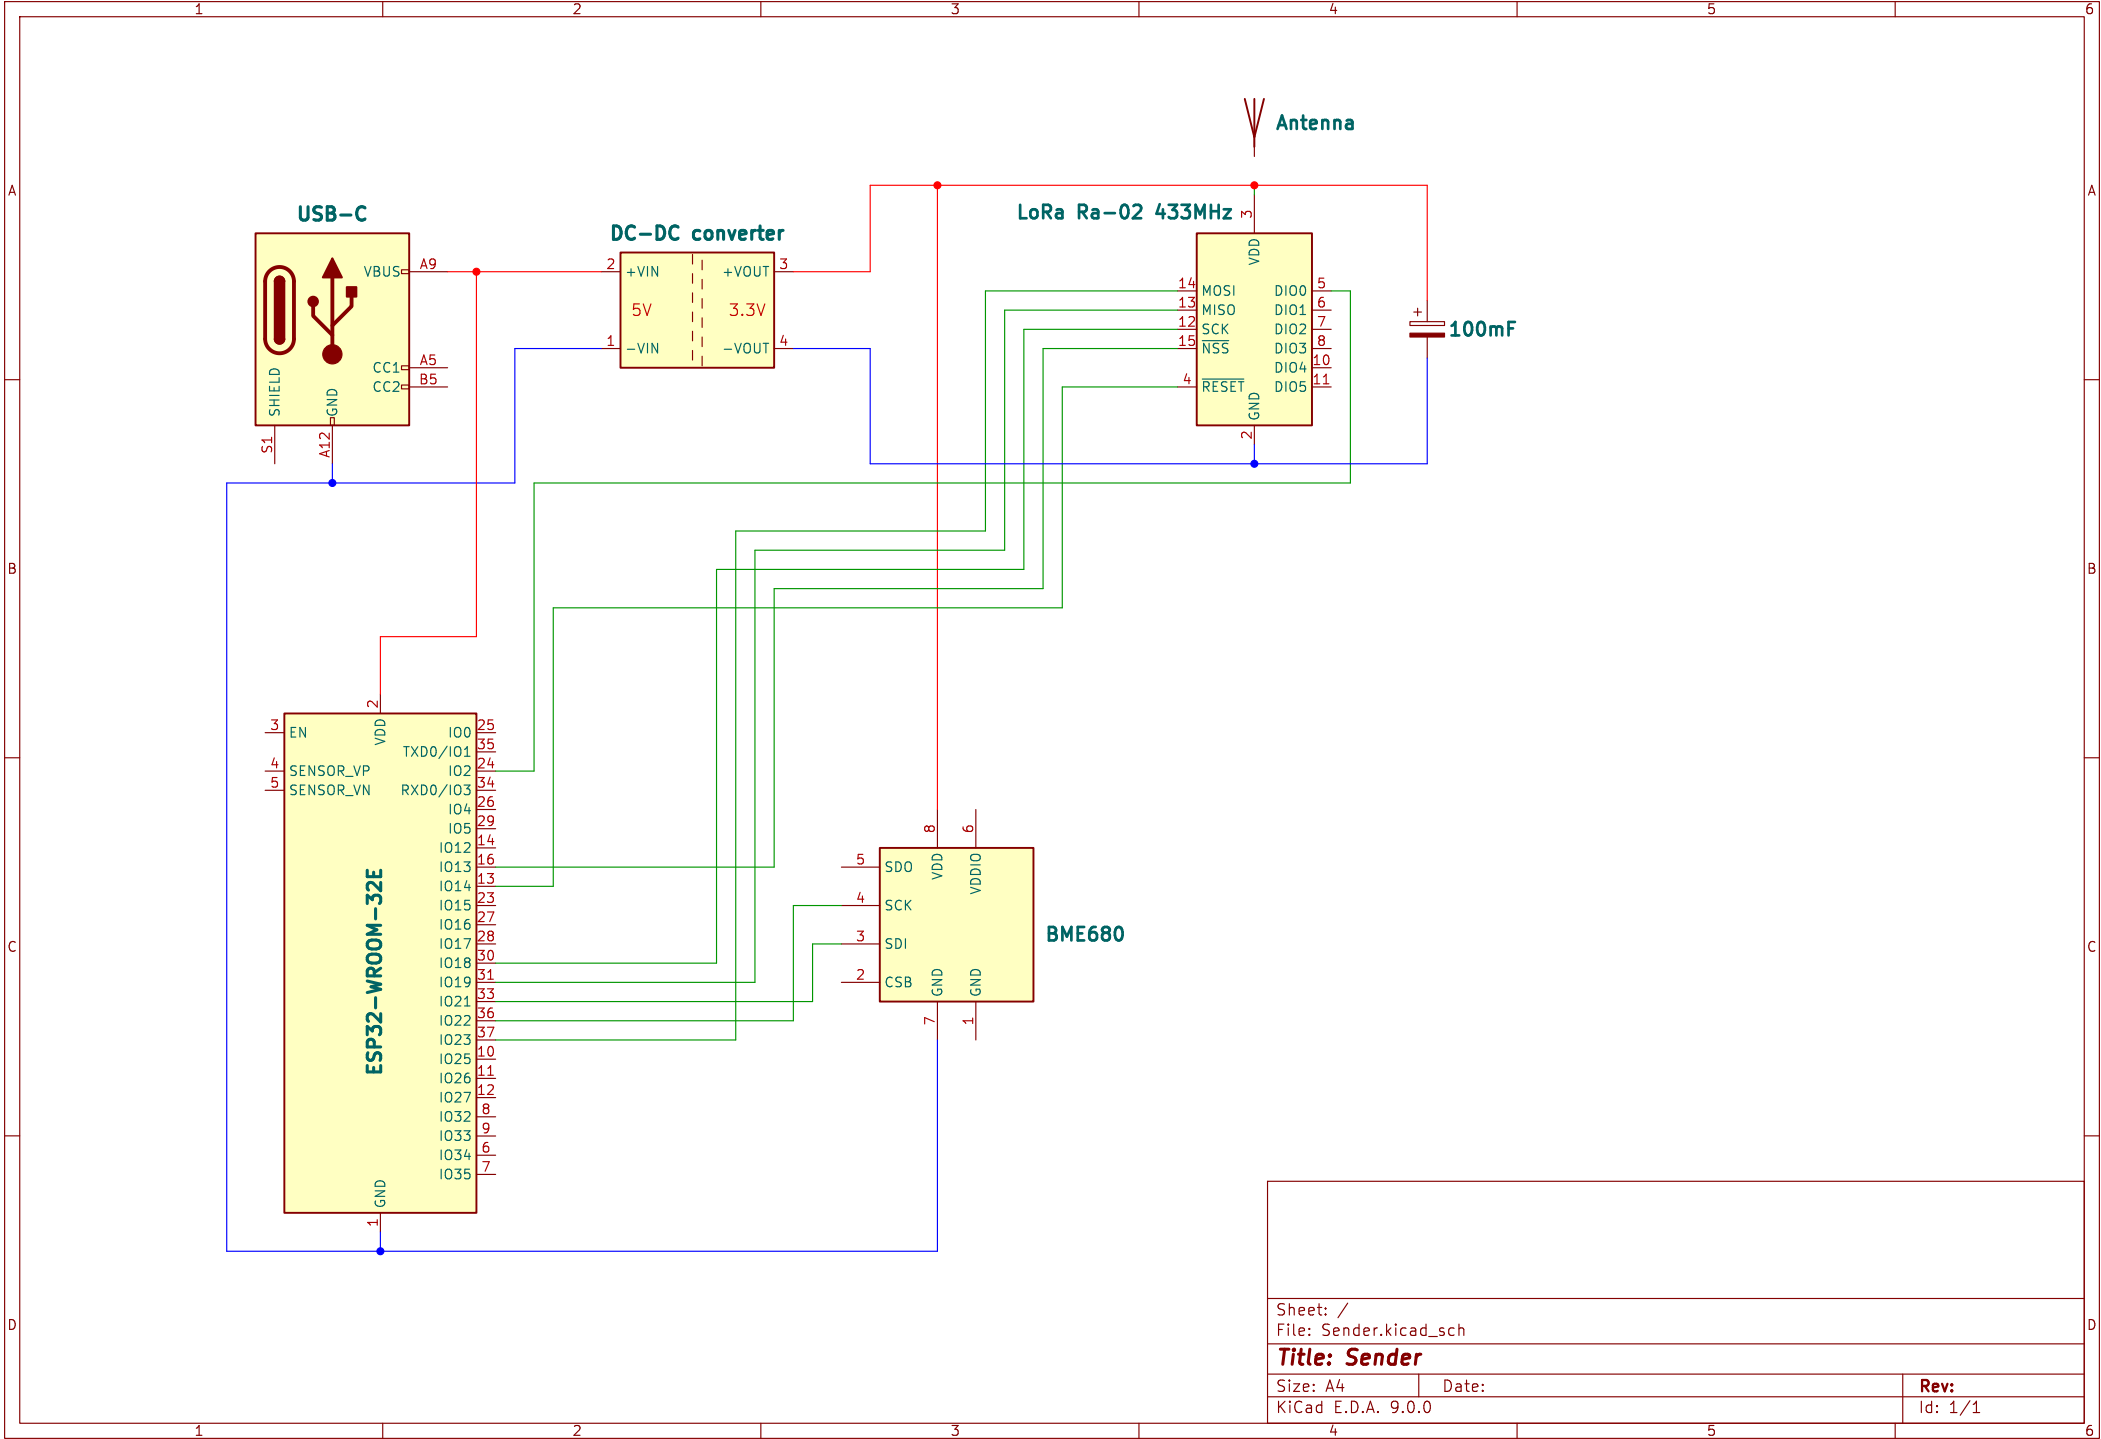 1 2 3 4 5 6
A
B
C
D
A
B
C
D
1 2 3 4 5 6
Antenna
USB-C
VBUS A9
CC1 A5
CC2 B5
SHIELD
S1
GND
A12
DC-DC converter
2 +VIN
+VOUT 3
5V
3.3V
1 -VIN
-VOUT 4
LoRa Ra-02 433MHz
3
VDD
14 MOSI
13 MISO
12 SCK
15 NSS
4 RESET
DIO0 5
DIO1 6
DIO2 7
DIO3 8
DIO4 10
DIO5 11
GND
2
+
100mF
2
VDD
3 EN
4 SENSOR_VP
5 SENSOR_VN
IO0 25
TXD0/IO1 35
IO2 24
RXD0/IO3 34
IO4 26
IO5 29
IO12 14
IO13 16
IO14 13
IO15 23
IO16 27
IO17 28
IO18 30
IO19 31
IO21 33
IO22 36
IO23 37
IO25 10
IO26 11
IO27 12
IO32 8
IO33 9
IO34 6
IO35 7
ESP32-WROOM-32E
GND
1
8
6
VDD
VDDIO
5 SDO
4 SCK
3 SDI
2 CSB
GND
GND
7
1
BME680
Sheet: /
File: Sender.kicad_sch
Title: Sender
Size: A4
Date:
Rev:
KiCad E.D.A. 9.0.0
Id: 1/1